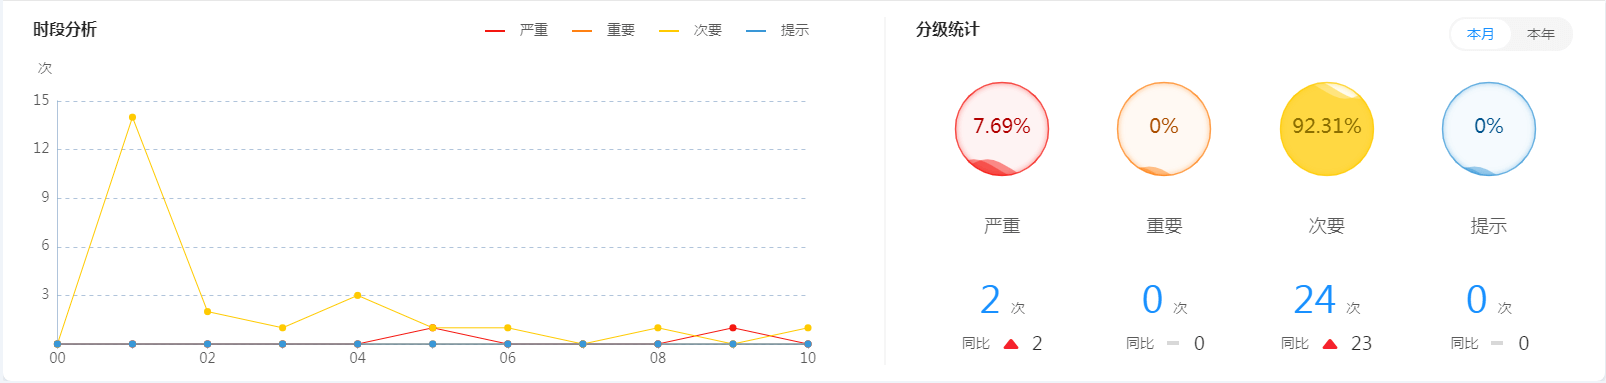 时段分析
严重 重要 次要 提示
次
15
12
9
6
3
00 02 04 06 08 10
分级统计
本月 本年
7.69% 0% 92.31% 0%
严重 重要 次要 提示
2 次 0 次 24 次 0 次
同比 2 同比 0 同比 23 同比 0